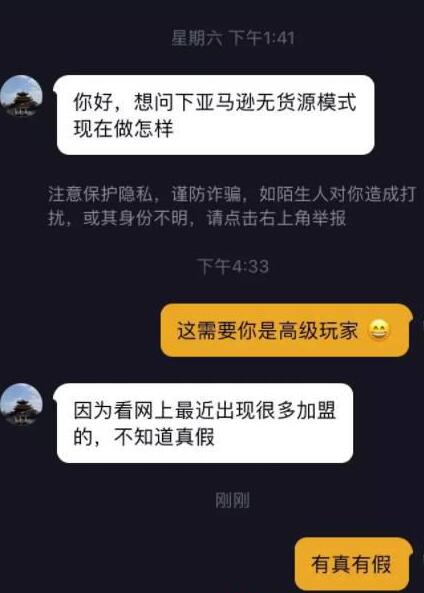 星期六 下午1:41
你好，想问下亚马逊无货源模式
现在做怎样
注意保护隐私，谨防诈骗，如陌生人对你造成打
扰，或其身份不明，请点击右上角举报
下午4:33
这需要你是高级玩家 😄
因为看网上最近出现很多加盟
的，不知道真假
刚刚
有真有假